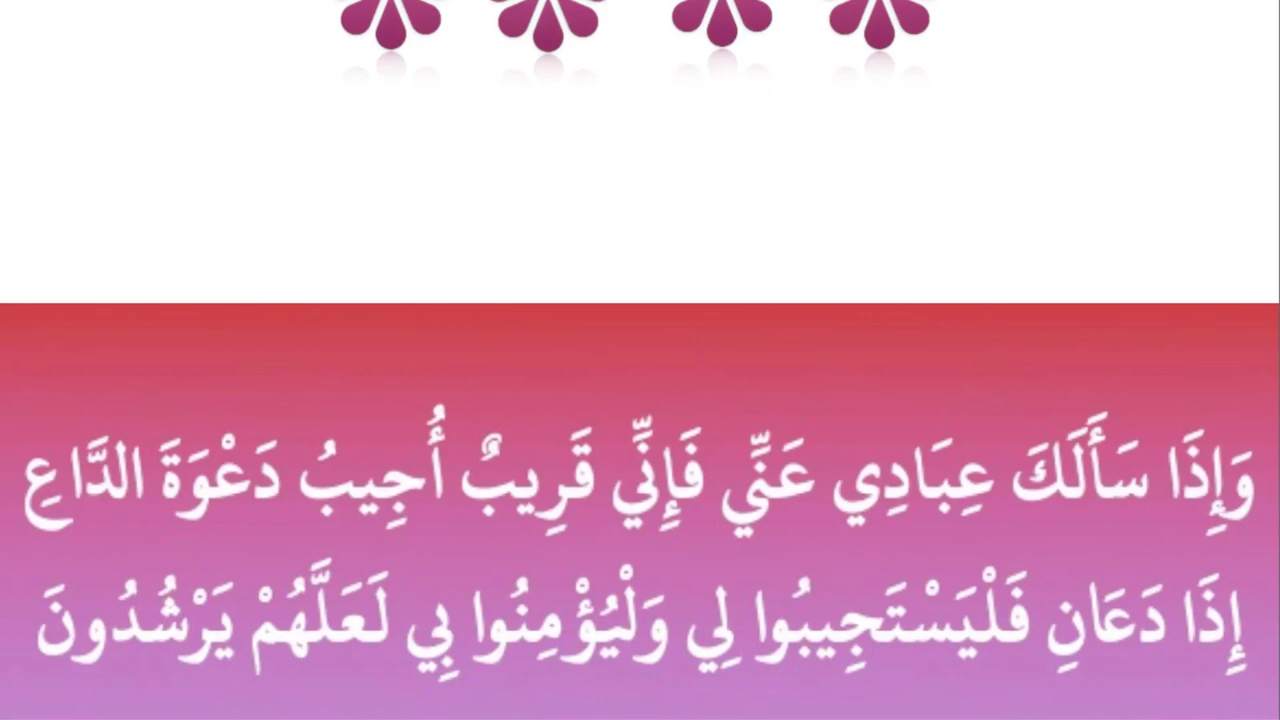 وَإِذَا سَأَلَكَ عِبَادِي عَنِّي فَإِنِّي قَرِيبٌ أُجِيبُ دَعْوَةَ الدَّاعِ
إِذَا دَعَانِ فَلْيَسْتَجِيبُوا لِي وَلْيُؤْمِنُوا بِي لَعَلَّهُمْ يَرْشُدُونَ